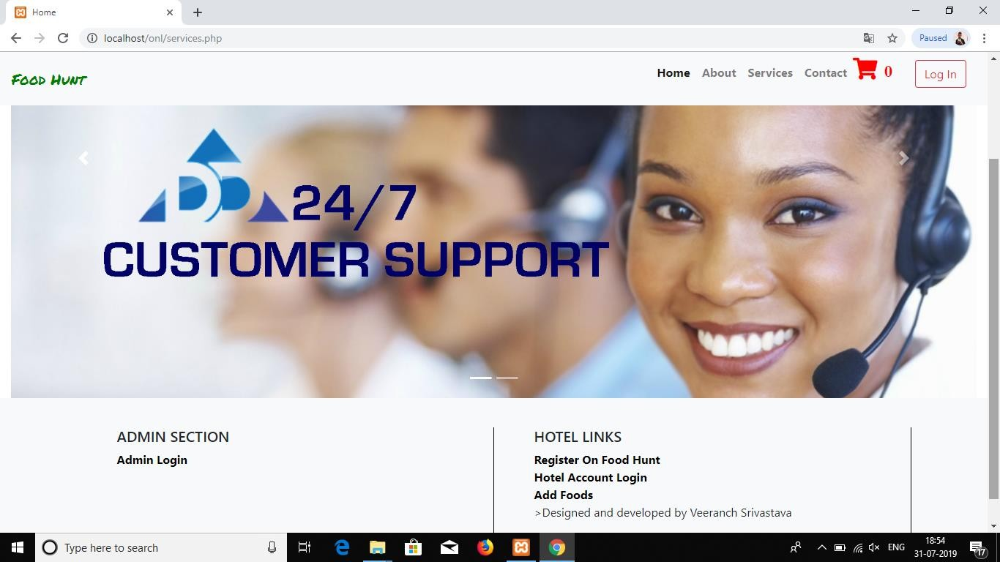 Home
localhost/onl/services.php
Paused
Food Hunt
Home About Services Contact 0 Log In
24/7
CUSTOMER SUPPORT
ADMIN SECTION
Admin Login
HOTEL LINKS
Register On Food Hunt
Hotel Account Login
Add Foods
>Designed and developed by Veeranch Srivastava
Type here to search
ENG
18:54
31-07-2019
17